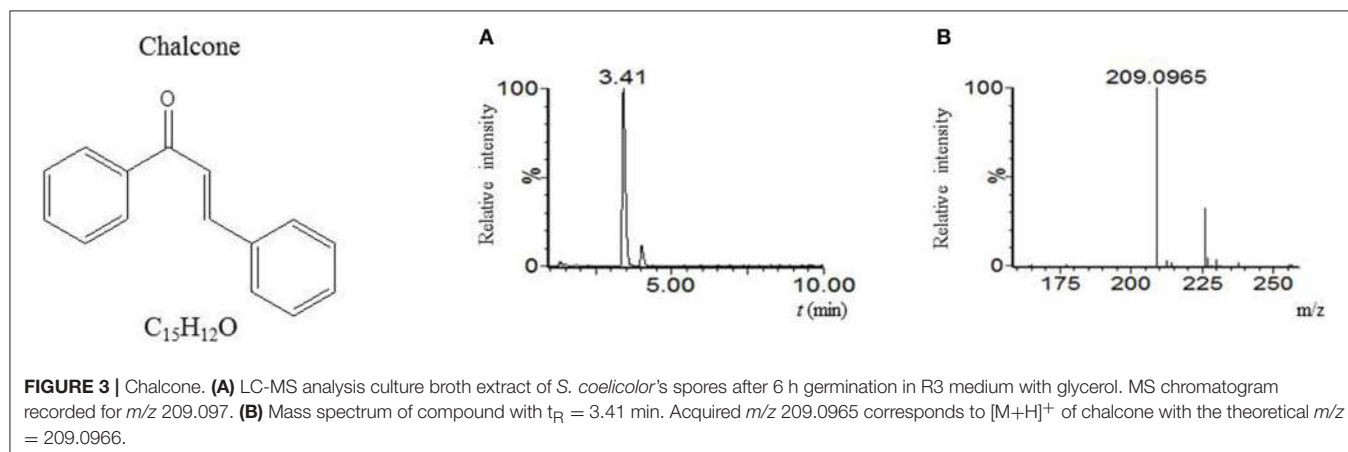 Chalcone
O
C₁₅H₁₂O
A
3.41
100
%
0
Relative intensity
5.00 10.00
t (min)
B
209.0965
100
%
0
Relative intensity
175 200 225 250
m/z
FIGURE 3 | Chalcone. (A) LC-MS analysis culture broth extract of S. coelicolor's spores after 6 h germination in R3 medium with glycerol. MS chromatogram
recorded for m/z 209.097. (B) Mass spectrum of compound with tR = 3.41 min. Acquired m/z 209.0965 corresponds to [M+H]⁺ of chalcone with the theoretical m/z
= 209.0966.